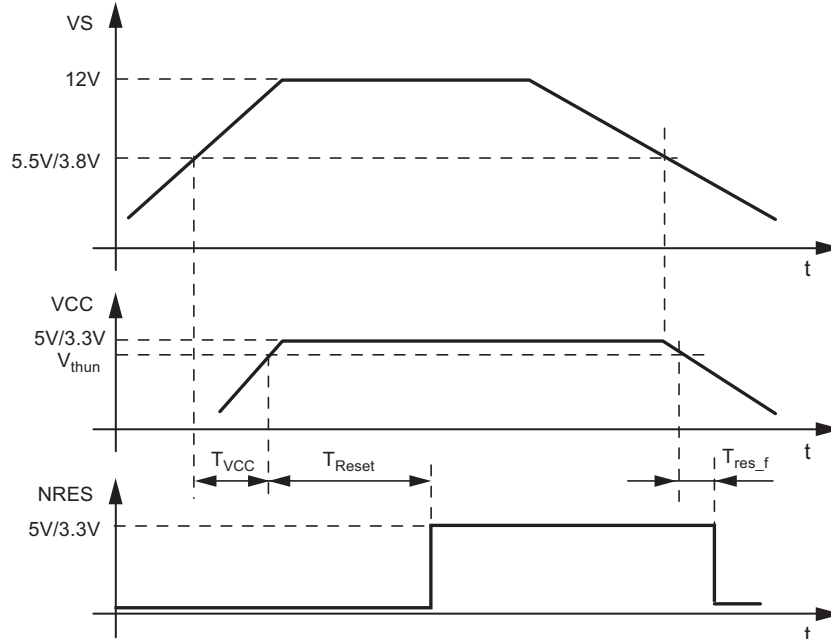 VS
12V
5.5V/3.8V
t
VCC
5V/3.3V
Vthun
t
TVCC
TReset
Tres_f
NRES
5V/3.3V
t